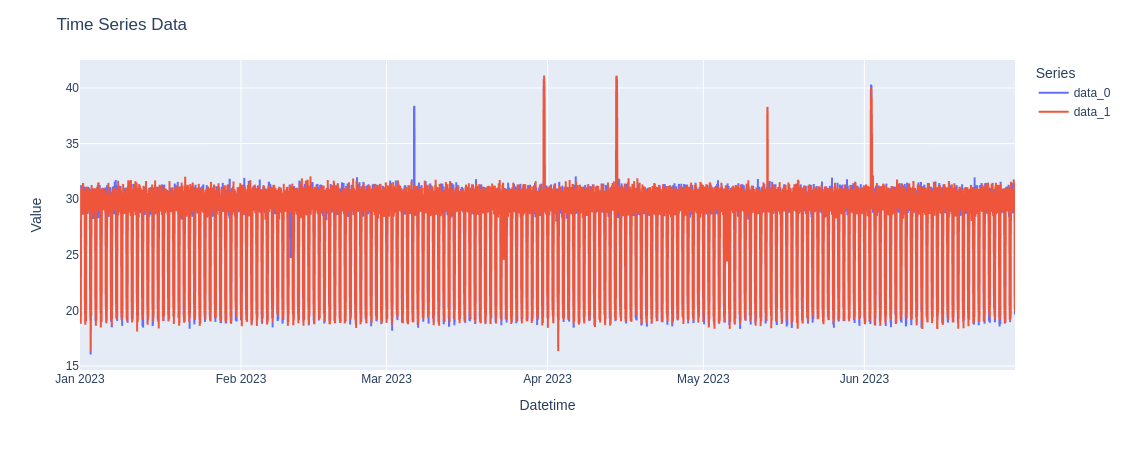 Time Series Data
Series
data_0
data_1
Value
40
35
30
25
20
15
Jan 2023
Feb 2023
Mar 2023
Apr 2023
May 2023
Jun 2023
Datetime